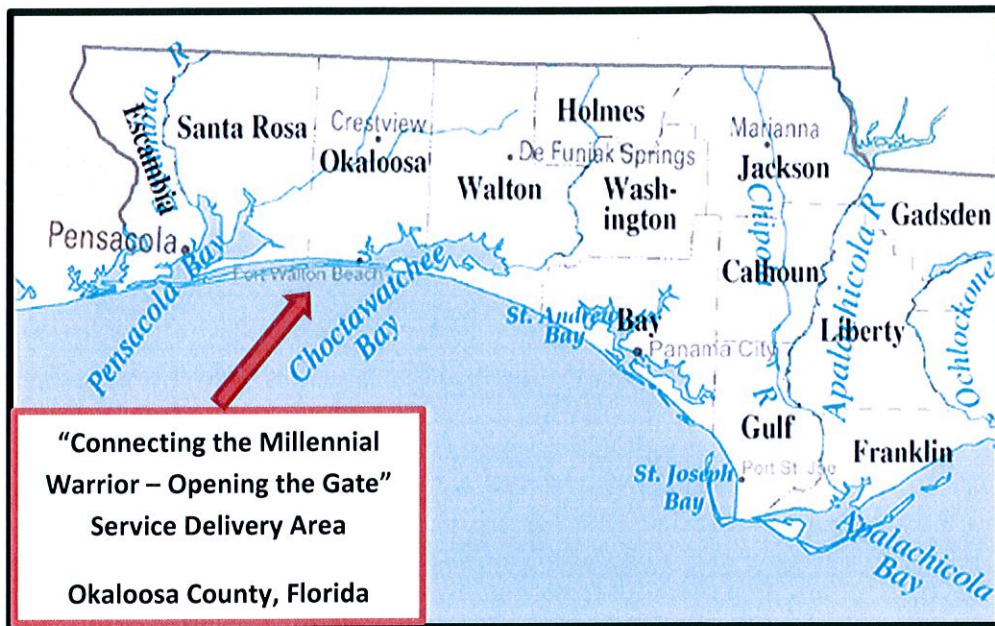 Escambia
R
Santa Rosa
Crestview
Okaloosa
Walton
Holmes
De Funiak Springs
Wash-
ington
Marianna
Jackson
Gadsden
Chipol
R
Calhoun
Apalachicola R
Liberty
Ochlockone
Pensacola
Pensacola Bay
Fort Walton Beach
Choctawatchee
Bay
St. Andrew
Bay
Bay
Panama City
Gulf
Franklin
St. Joseph
Bay
Port St. Joe
Apalachicola
Bay
“Connecting the Millennial
Warrior – Opening the Gate”
Service Delivery Area
Okaloosa County, Florida